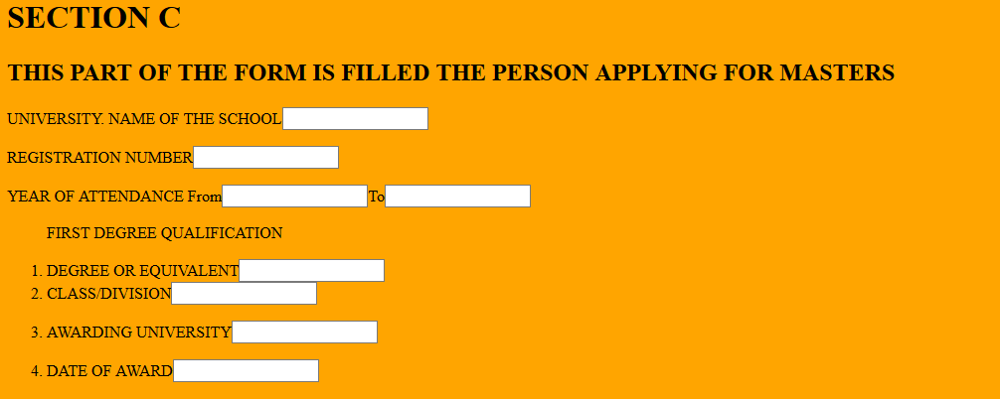 SECTION C
THIS PART OF THE FORM IS FILLED THE PERSON APPLYING FOR MASTERS
UNIVERSITY. NAME OF THE SCHOOL
REGISTRATION NUMBER
YEAR OF ATTENDANCE From To
FIRST DEGREE QUALIFICATION
1. DEGREE OR EQUIVALENT
2. CLASS/DIVISION
3. AWARDING UNIVERSITY
4. DATE OF AWARD